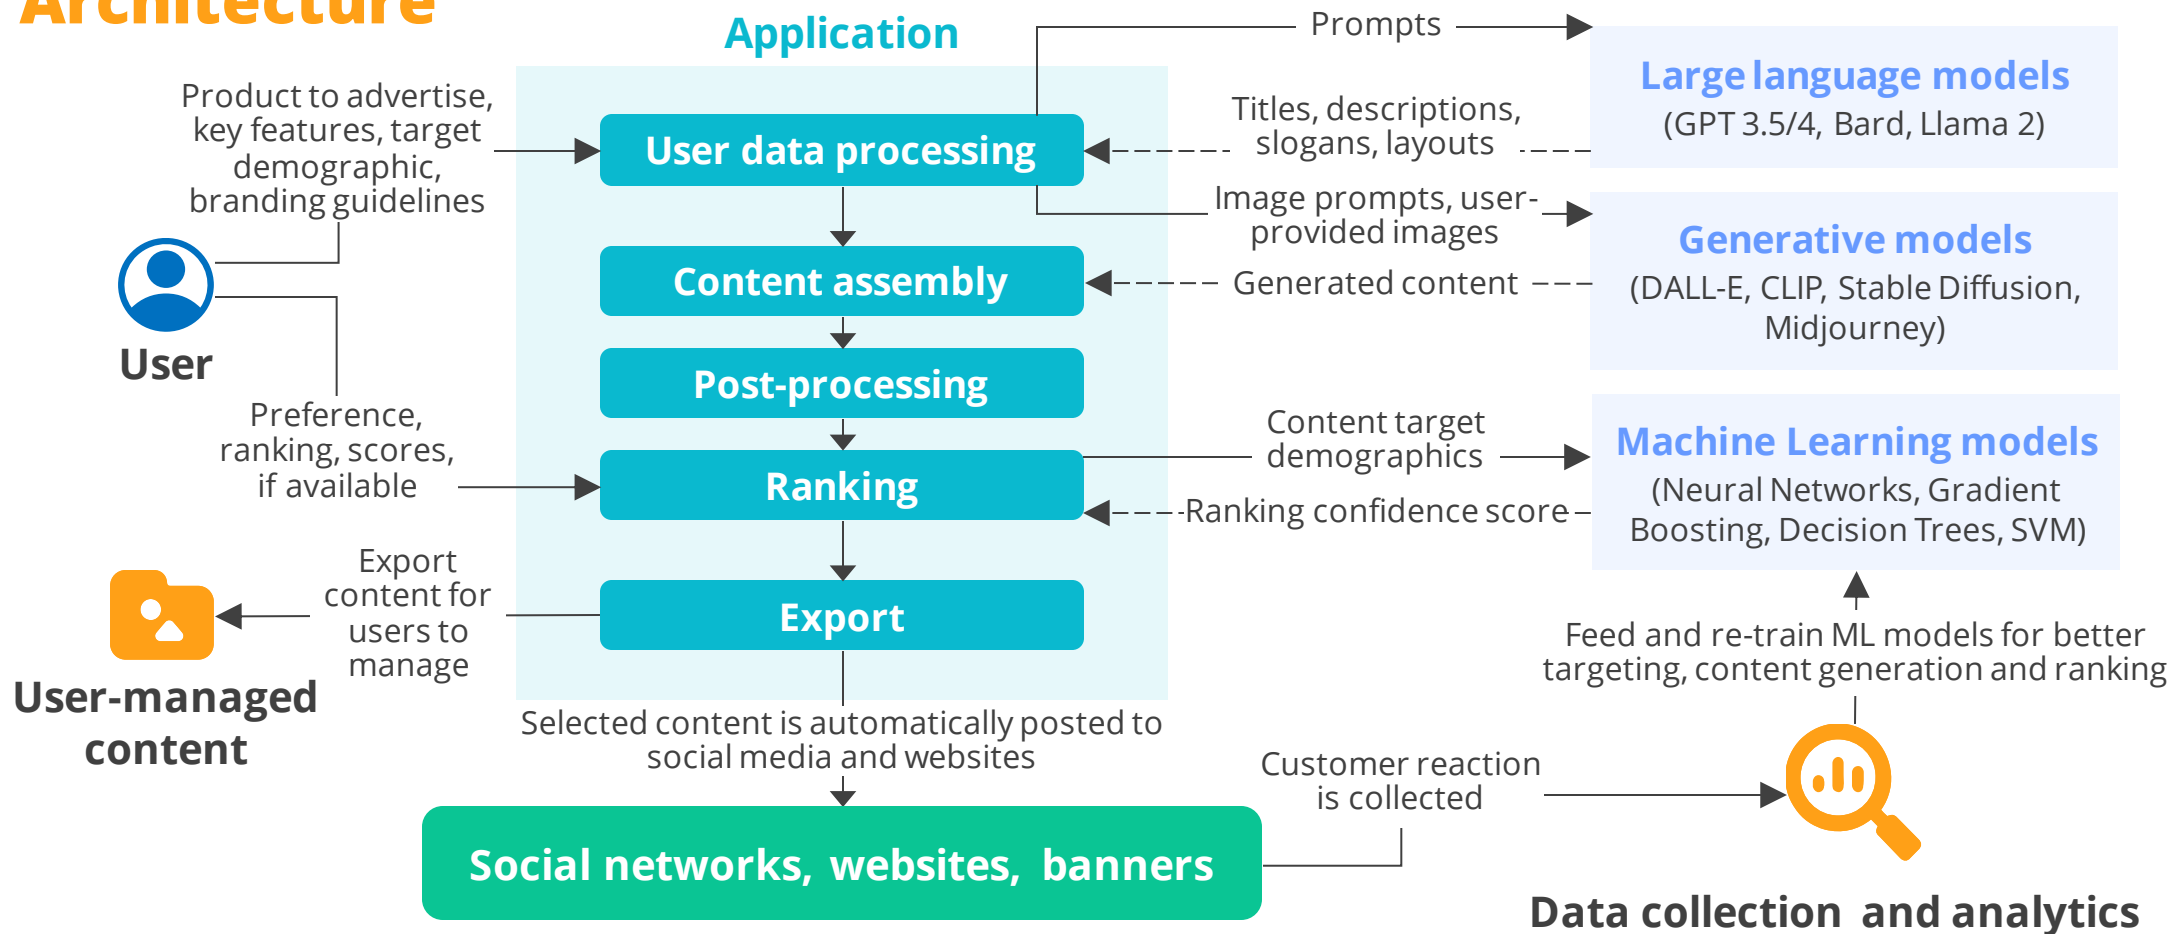 Architecture
Application
Prompts
Large language models
(GPT 3.5/4, Bard, Llama 2)
Product to advertise,
key features, target
demographic,
branding guidelines
User data processing
Titles, descriptions,
slogans, layouts
Image prompts, user-
provided images
Generative models
(DALL-E, CLIP, Stable Diffusion,
Midjourney)
Content assembly
Generated content
User
Post-processing
Preference,
ranking, scores,
if available
Ranking
Content target
demographics
Ranking confidence score
Machine Learning models
(Neural Networks, Gradient
Boosting, Decision Trees, SVM)
Export
content for
users to
manage
Export
User-managed
content
Feed and re-train ML models for better
targeting, content generation and ranking
Selected content is automatically posted to
social media and websites
Customer reaction
is collected
Social networks, websites, banners
Data collection and analytics